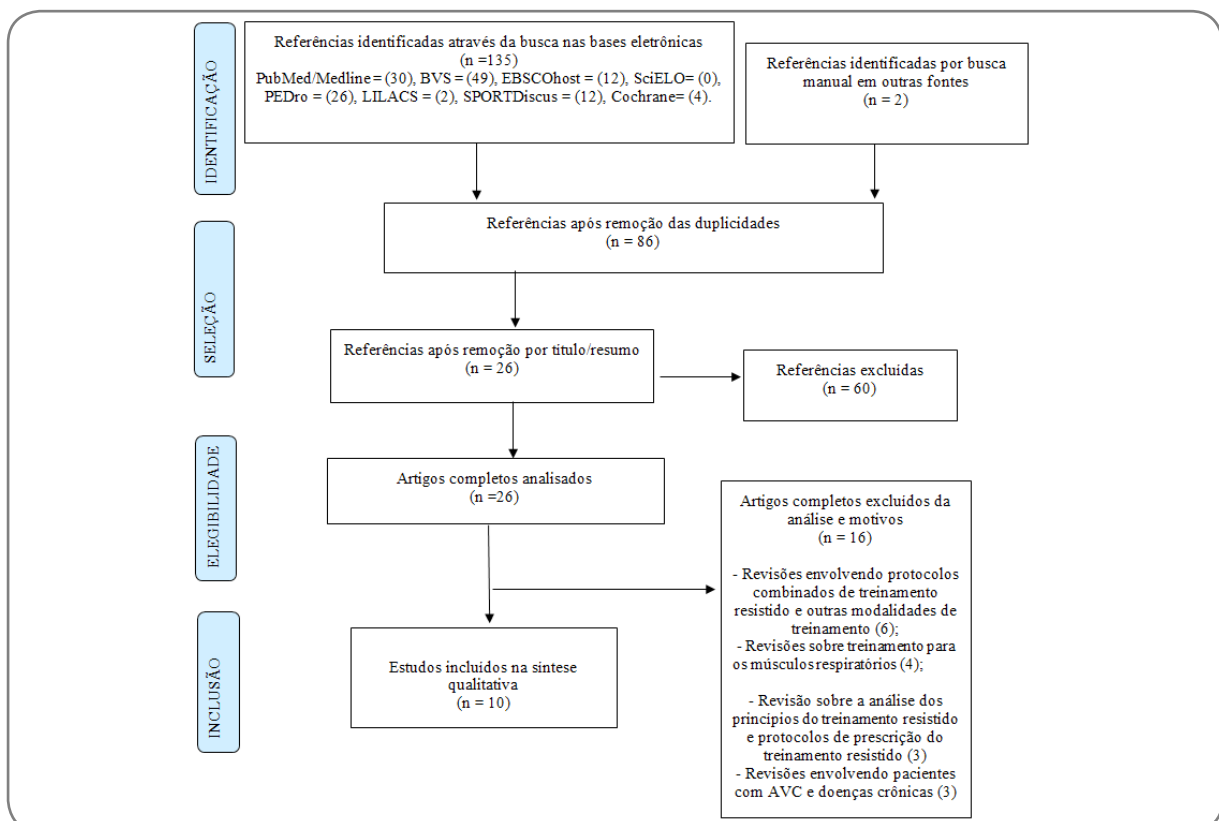 IDENTIFICAÇÃO
Referências identificadas através da busca nas bases eletrônicas
(n =135)
PubMed/Medline = (30), BVS = (49), EBSCOhost = (12), SciELO= (0),
PEDro = (26), LILACS = (2), SPORTDiscus = (12), Cochrane= (4).
Referências identificadas por busca
manual em outras fontes
(n = 2)
SELEÇÃO
Referências após remoção das duplicidades
(n = 86)
Referências após remoção por título/resumo
(n = 26)
Referências excluídas
(n = 60)
ELEGIBILIDADE
Artigos completos analisados
(n =26)
Artigos completos excluídos da
análise e motivos
(n = 16)
- Revisões envolvendo protocolos
combinados de treinamento
resistido e outras modalidades de
treinamento (6);
- Revisões sobre treinamento para
os músculos respiratórios (4);
- Revisão sobre a análise dos
princípios do treinamento resistido
e protocolos de prescrição do
treinamento resistido (3)
- Revisões envolvendo pacientes
com AVC e doenças crônicas (3)
INCLUSÃO
Estudos incluídos na síntese
qualitativa
(n = 10)